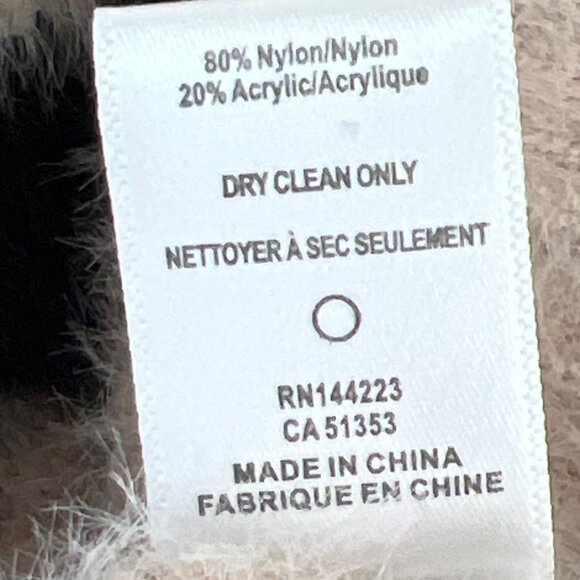 80% Nylon/Nylon
20% Acrylic/Acrylique
DRY CLEAN ONLY
NETTOYER À SEC SEULEMENT
RN144223
CA 51353
MADE IN CHINA
FABRIQUE EN CHINE